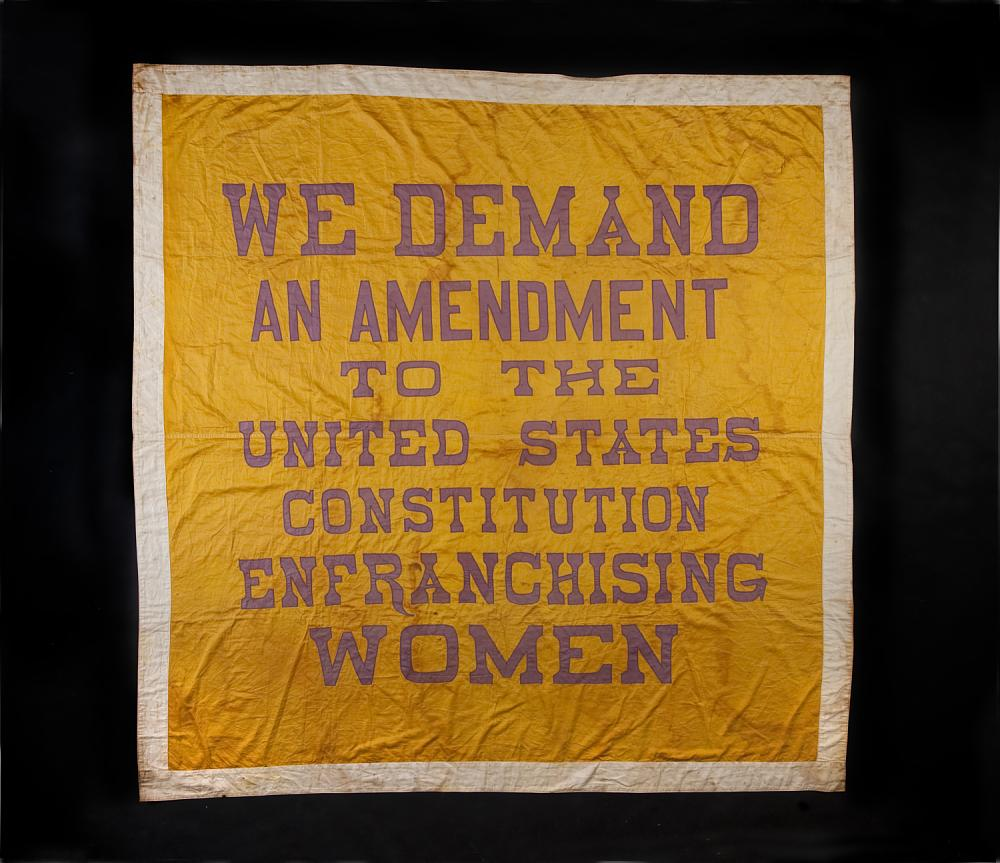 WE DEMAND
AN AMENDMENT
TO THE
UNITED STATES
CONSTITUTION
ENFRANCHISING
WOMEN